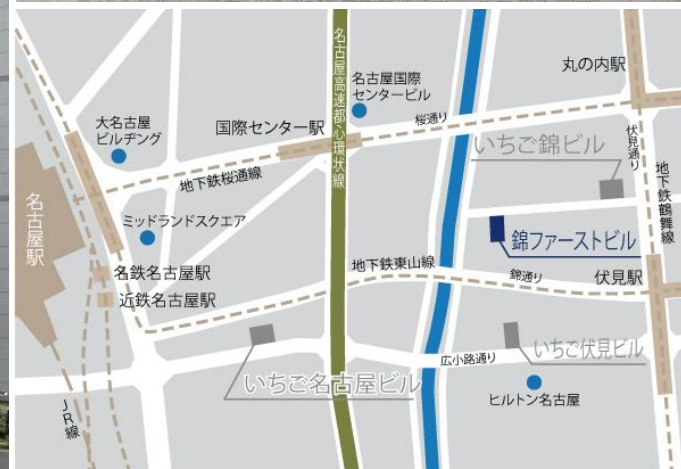 丸の内駅
名古屋国際
センタービル
大名古屋
ビルヂング
国際センター駅
桜通り
名古屋高速都心環状線
いちご錦ビル
伏見通り
地下鉄鶴舞線
地下鉄桜通線
名古屋駅
ミッドランドスクエア
錦ファーストビル
名鉄名古屋駅
地下鉄東山線
錦通り
伏見駅
近鉄名古屋駅
いちご伏見ビル
広小路通り
いちご名古屋ビル
ヒルトン名古屋
JR線